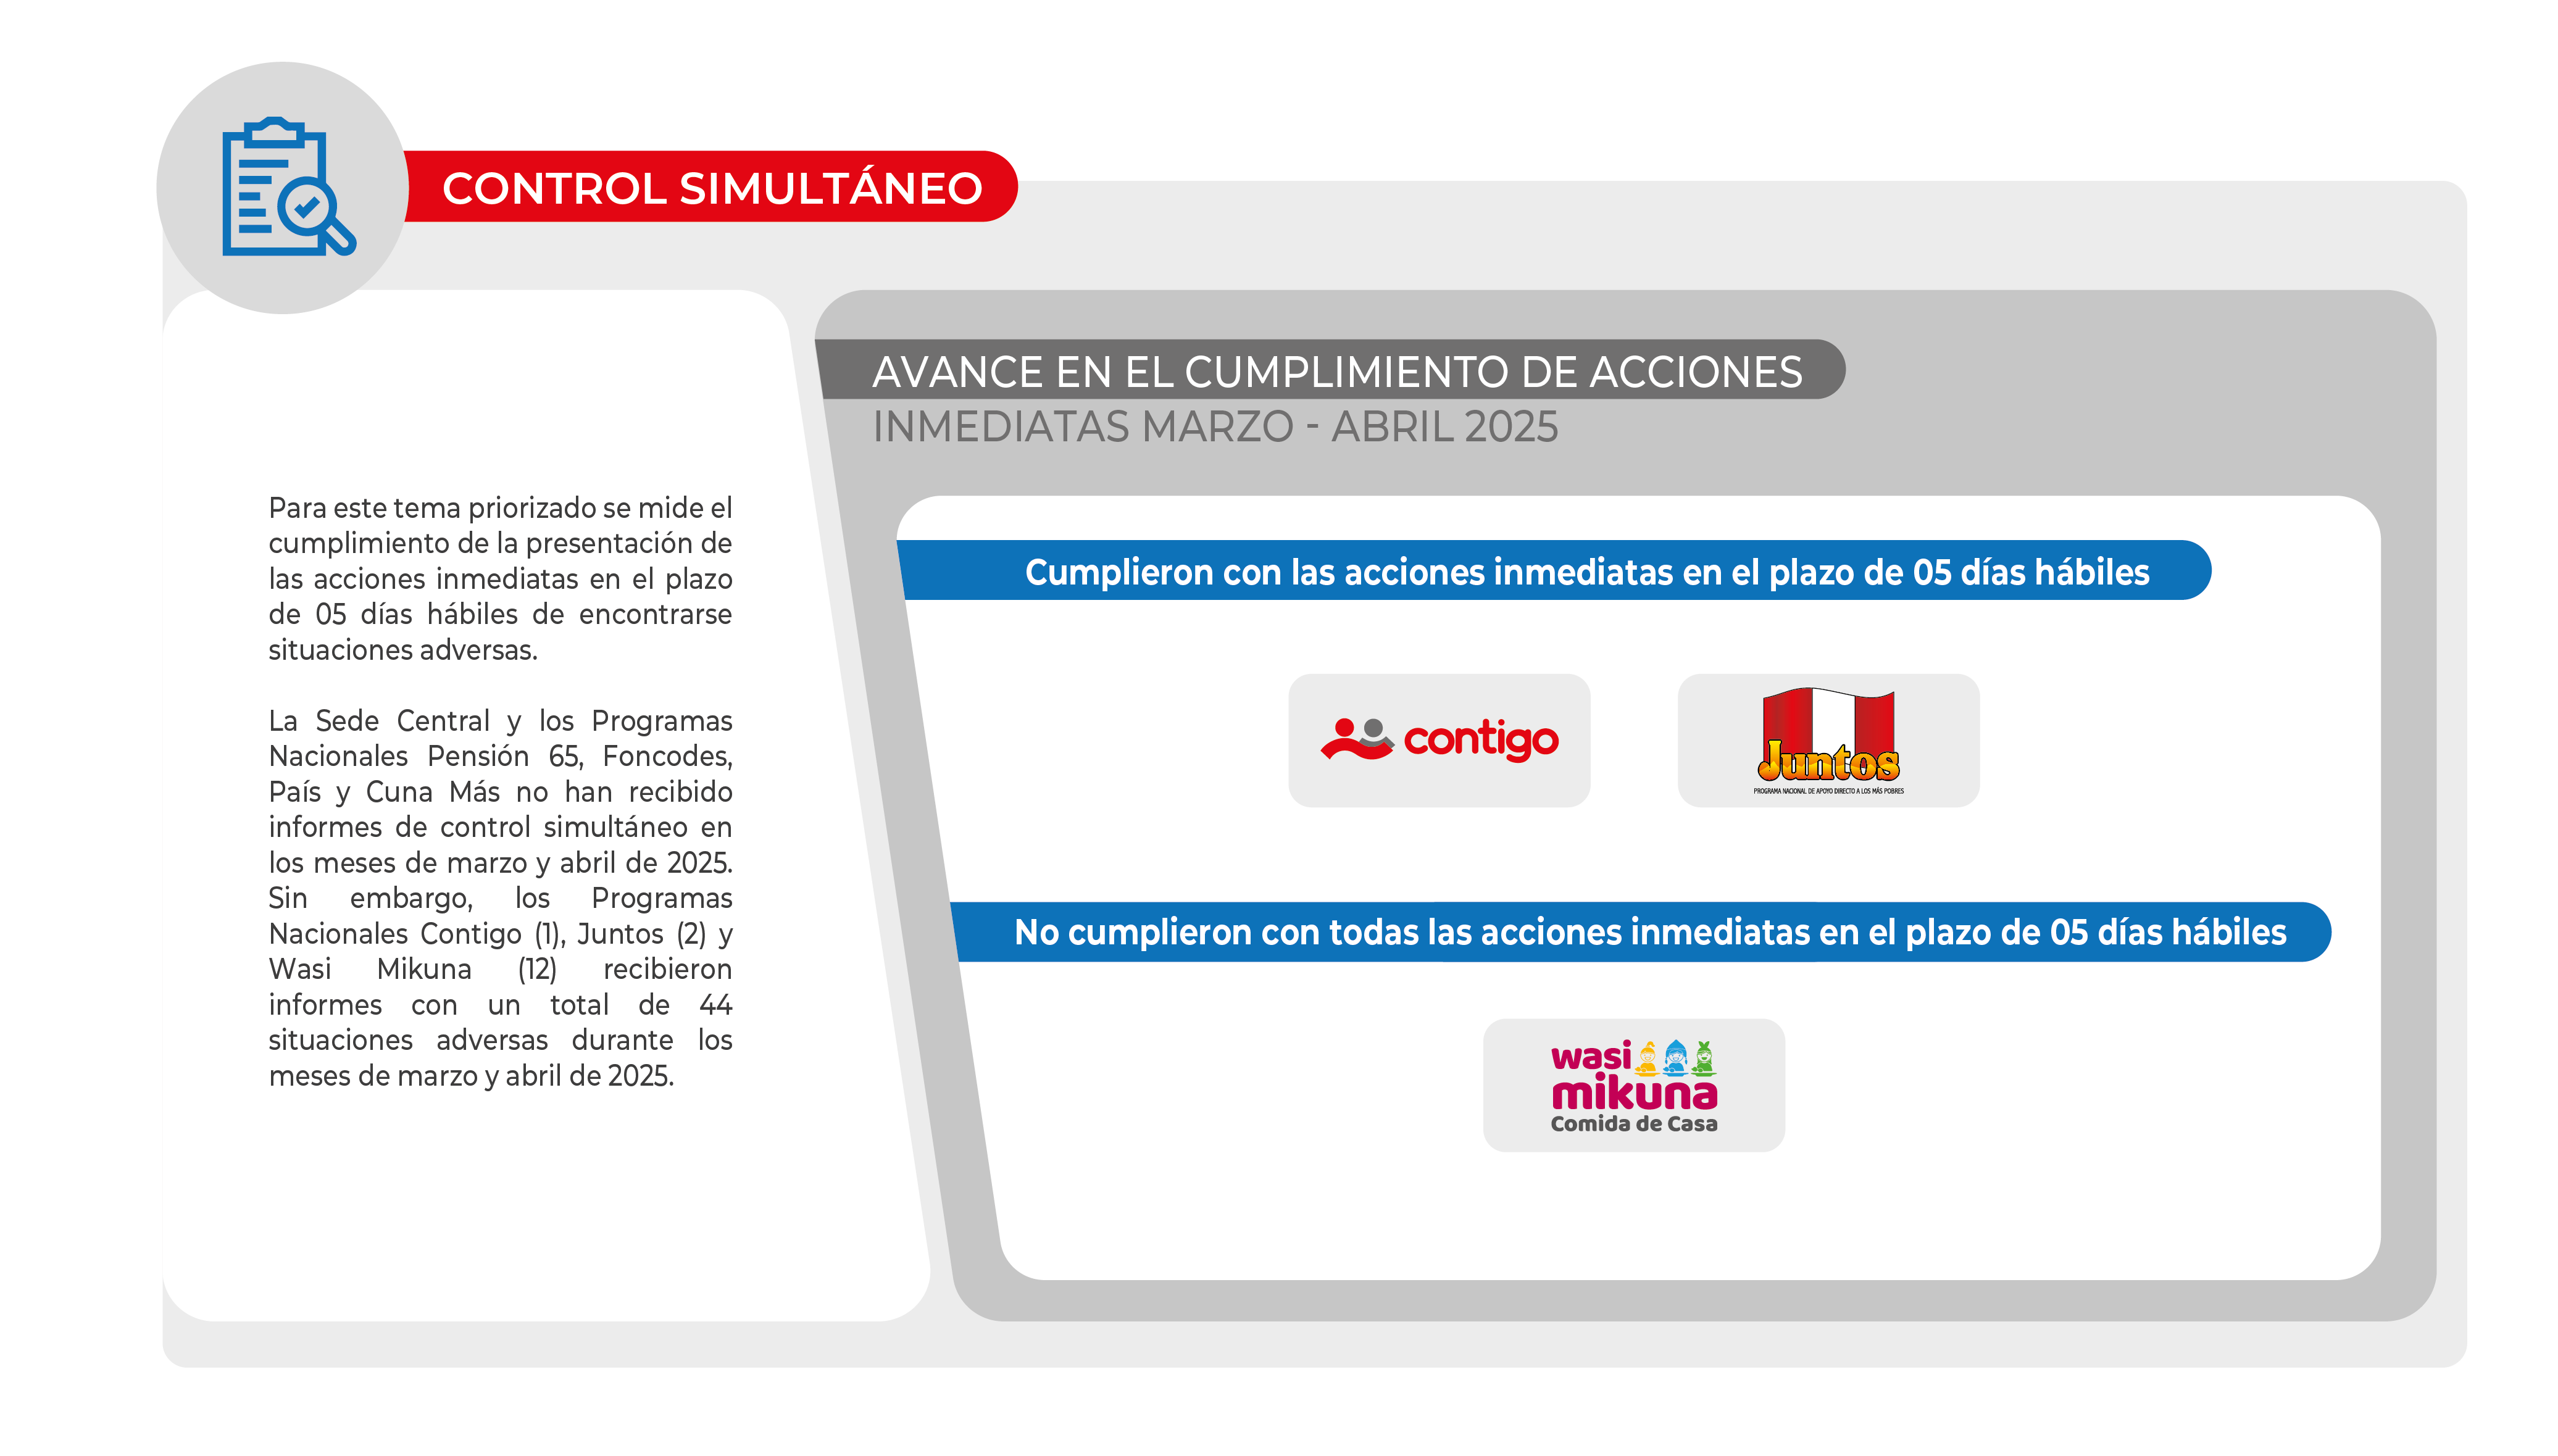 CONTROL SIMULTÁNEO
Para este tema priorizado se mide el
cumplimiento de la presentación de
las acciones inmediatas en el plazo
de 05 días hábiles de encontrarse
situaciones adversas.
La Sede Central y los Programas
Nacionales Pensión 65, Foncodes,
País y Cuna Más no han recibido
informes de control simultáneo en
los meses de marzo y abril de 2025.
Sin embargo, los Programas
Nacionales Contigo (1), Juntos (2) y
Wasi Mikuna (12) recibieron
informes con un total de 44
situaciones adversas durante los
meses de marzo y abril de 2025.
AVANCE EN EL CUMPLIMIENTO DE ACCIONES
INMEDIATAS MARZO - ABRIL 2025
Cumplieron con las acciones inmediatas en el plazo de 05 días hábiles
contigo
Juntos
PROGRAMA NACIONAL DE APOYO DIRECTO A LOS MÁS POBRES
No cumplieron con todas las acciones inmediatas en el plazo de 05 días hábiles
wasi
mikuna
Comida de Casa